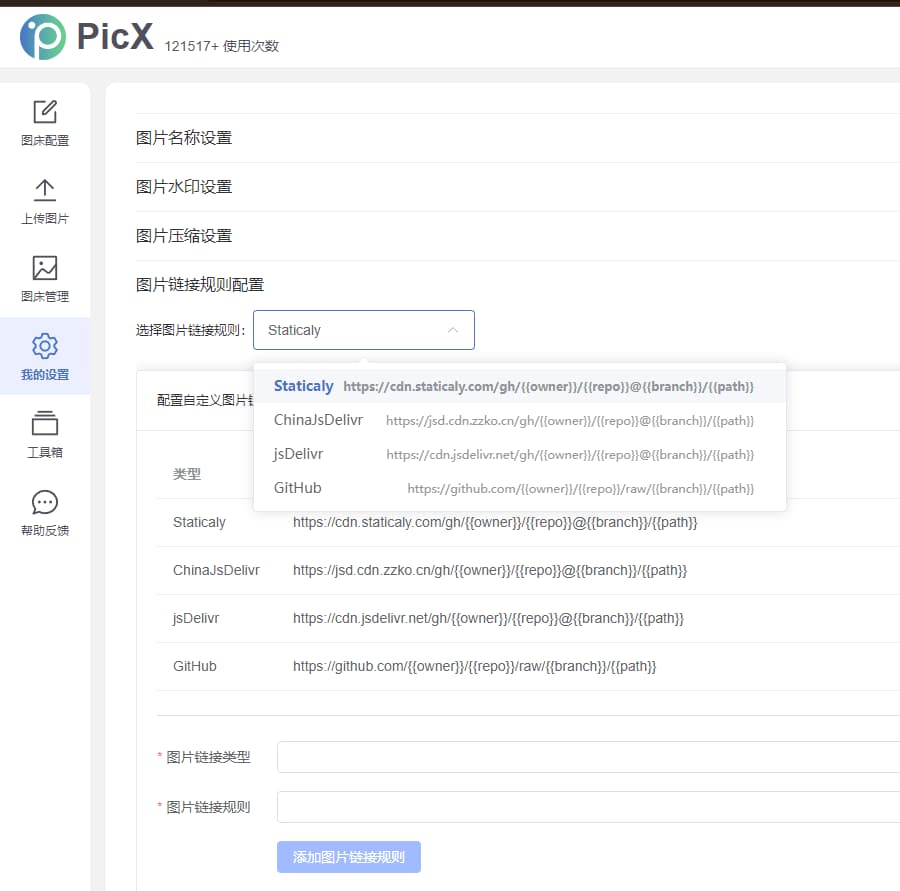 PicX 121517+ 使用次数
图床配置
上传图片
图床管理
我的设置
工具箱
帮助反馈
图片名称设置
图片水印设置
图片压缩设置
图片链接规则配置
选择图片链接规则: Staticaly
Staticaly https://cdn.staticaly.com/gh/{{owner}}/{{repo}}@{{branch}}/{{path}}
ChinaJsDelivr https://jsd.cdn.zzko.cn/gh/{{owner}}/{{repo}}@{{branch}}/{{path}}
jsDelivr https://cdn.jsdelivr.net/gh/{{owner}}/{{repo}}@{{branch}}/{{path}}
GitHub https://github.com/{{owner}}/{{repo}}/raw/{{branch}}/{{path}}
配置自定义图片
类型
Staticaly https://cdn.staticaly.com/gh/{{owner}}/{{repo}}@{{branch}}/{{path}}
ChinaJsDelivr https://jsd.cdn.zzko.cn/gh/{{owner}}/{{repo}}@{{branch}}/{{path}}
jsDelivr https://cdn.jsdelivr.net/gh/{{owner}}/{{repo}}@{{branch}}/{{path}}
GitHub https://github.com/{{owner}}/{{repo}}/raw/{{branch}}/{{path}}
* 图片链接类型
* 图片链接规则
添加图片链接规则